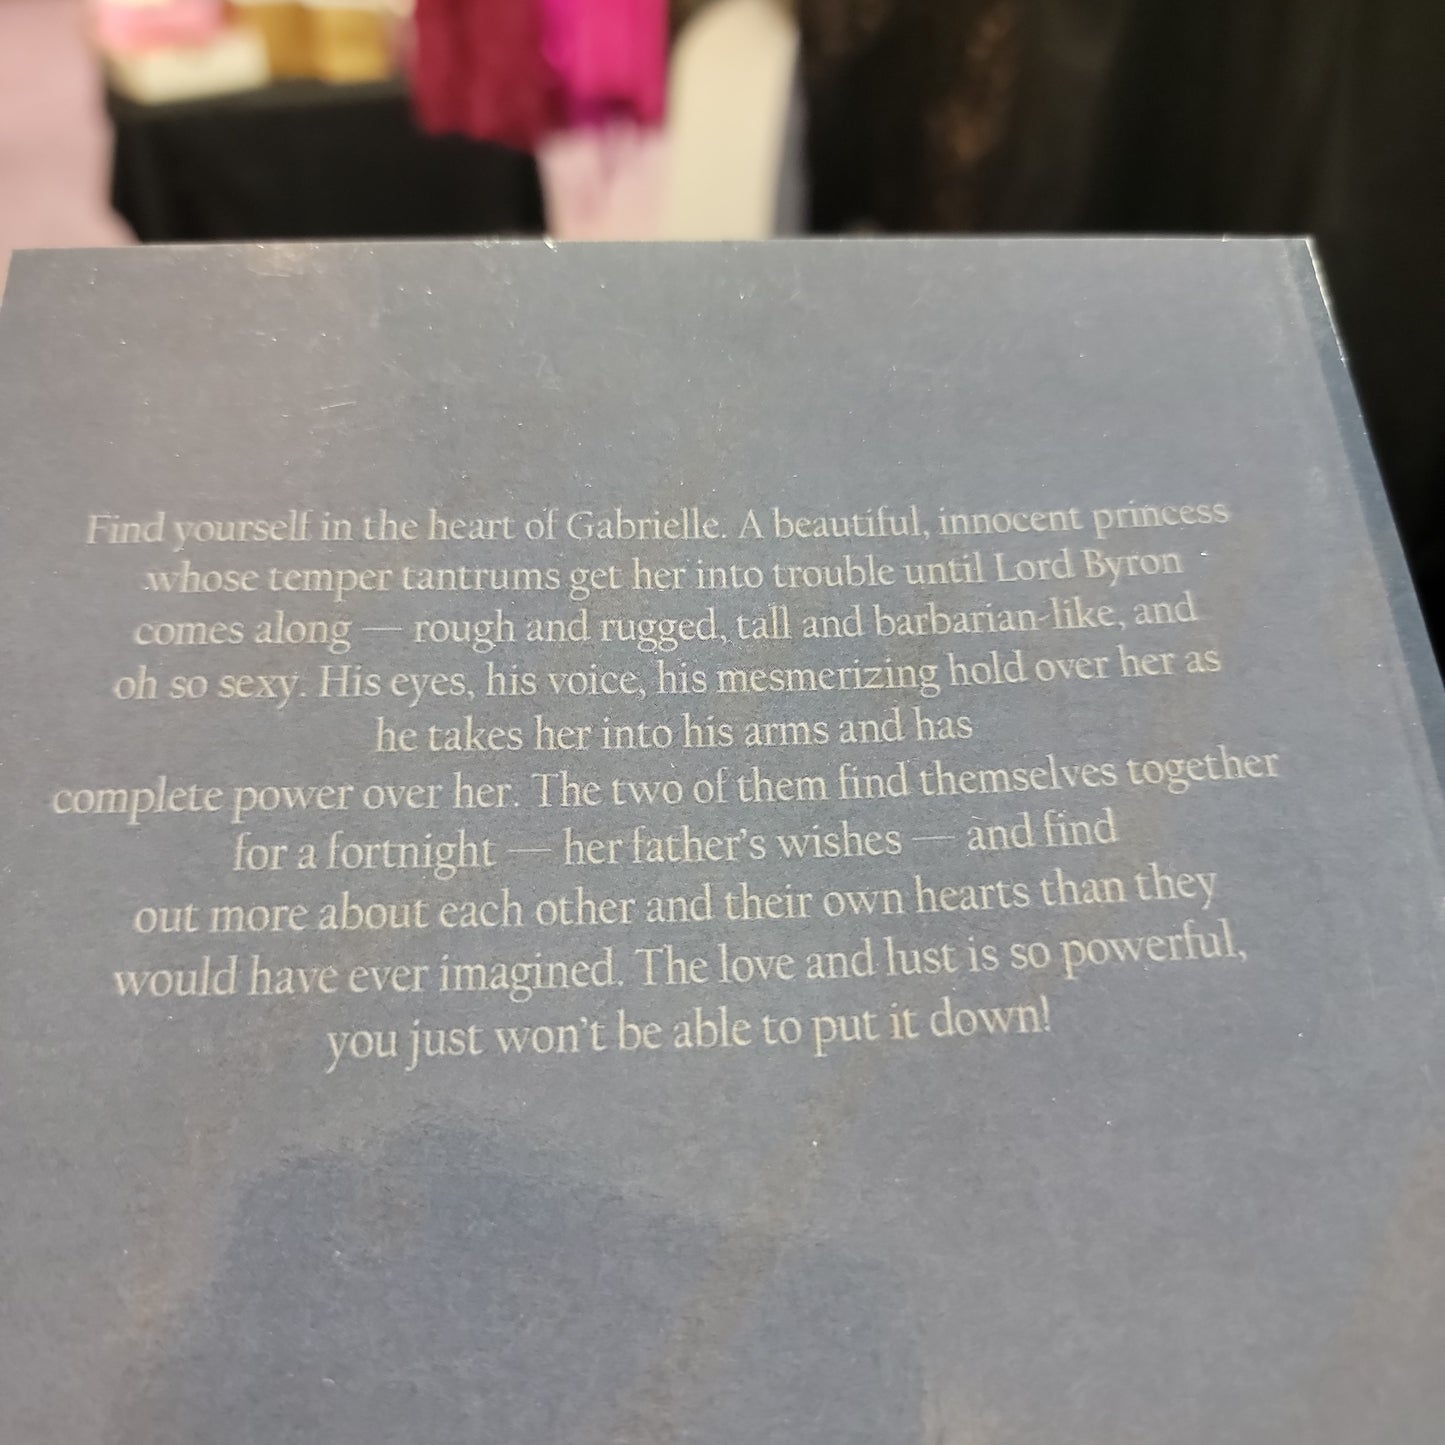 Find yourself in the heart of Gabrielle. A beautiful, innocent princess
whose temper tantrums get her into trouble until Lord Byron
comes along — rough and rugged, tall and barbarian-like, and
oh so sexy. His eyes, his voice, his mesmerizing hold over her as
he takes her into his arms and has
complete power over her. The two of them find themselves together
for a fortnight — her father's wishes — and find
out more about each other and their own hearts than they
would have ever imagined. The love and lust is so powerful,
you just won't be able to put it down!